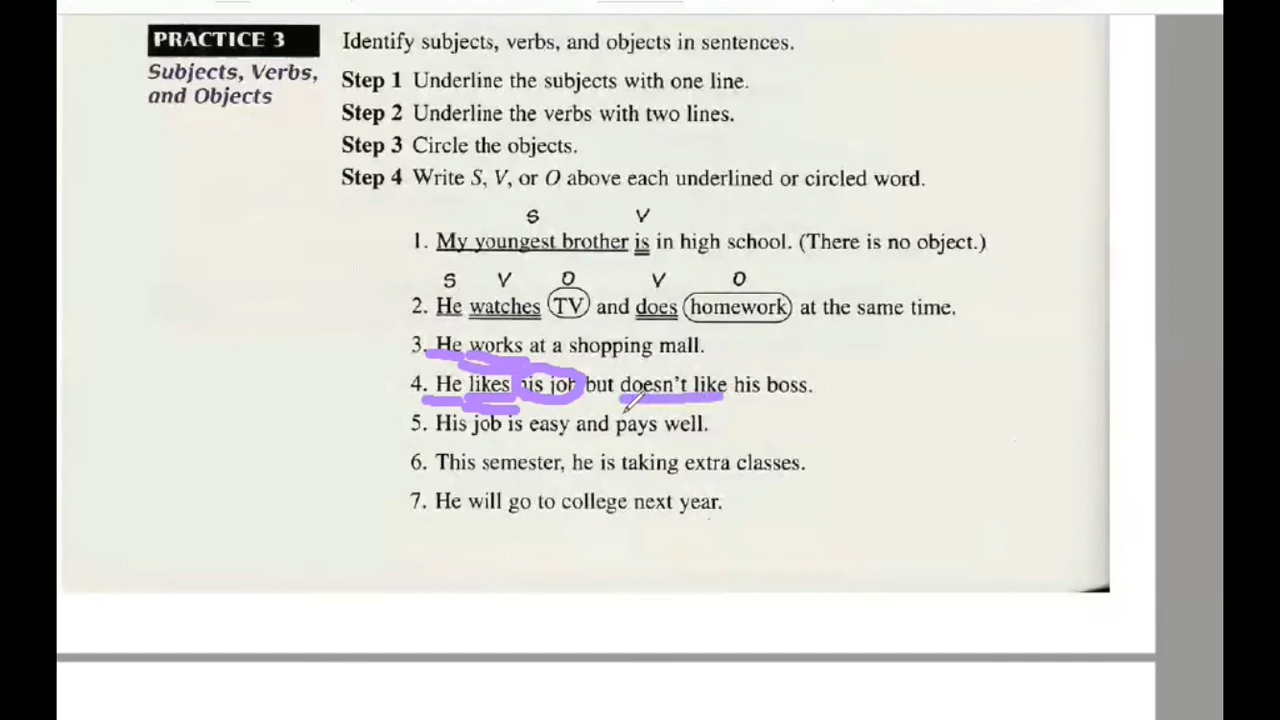 PRACTICE 3
Subjects, Verbs,
and Objects
Identify subjects, verbs, and objects in sentences.
Step 1 Underline the subjects with one line.
Step 2 Underline the verbs with two lines.
Step 3 Circle the objects.
Step 4 Write S, V, or O above each underlined or circled word.
S V
1. My youngest brother is in high school. (There is no object.)
S V O V O
2. He watches TV and does homework at the same time.
3. He works at a shopping mall.
4. He likes his job but doesn't like his boss.
5. His job is easy and pays well.
6. This semester, he is taking extra classes.
7. He will go to college next year.